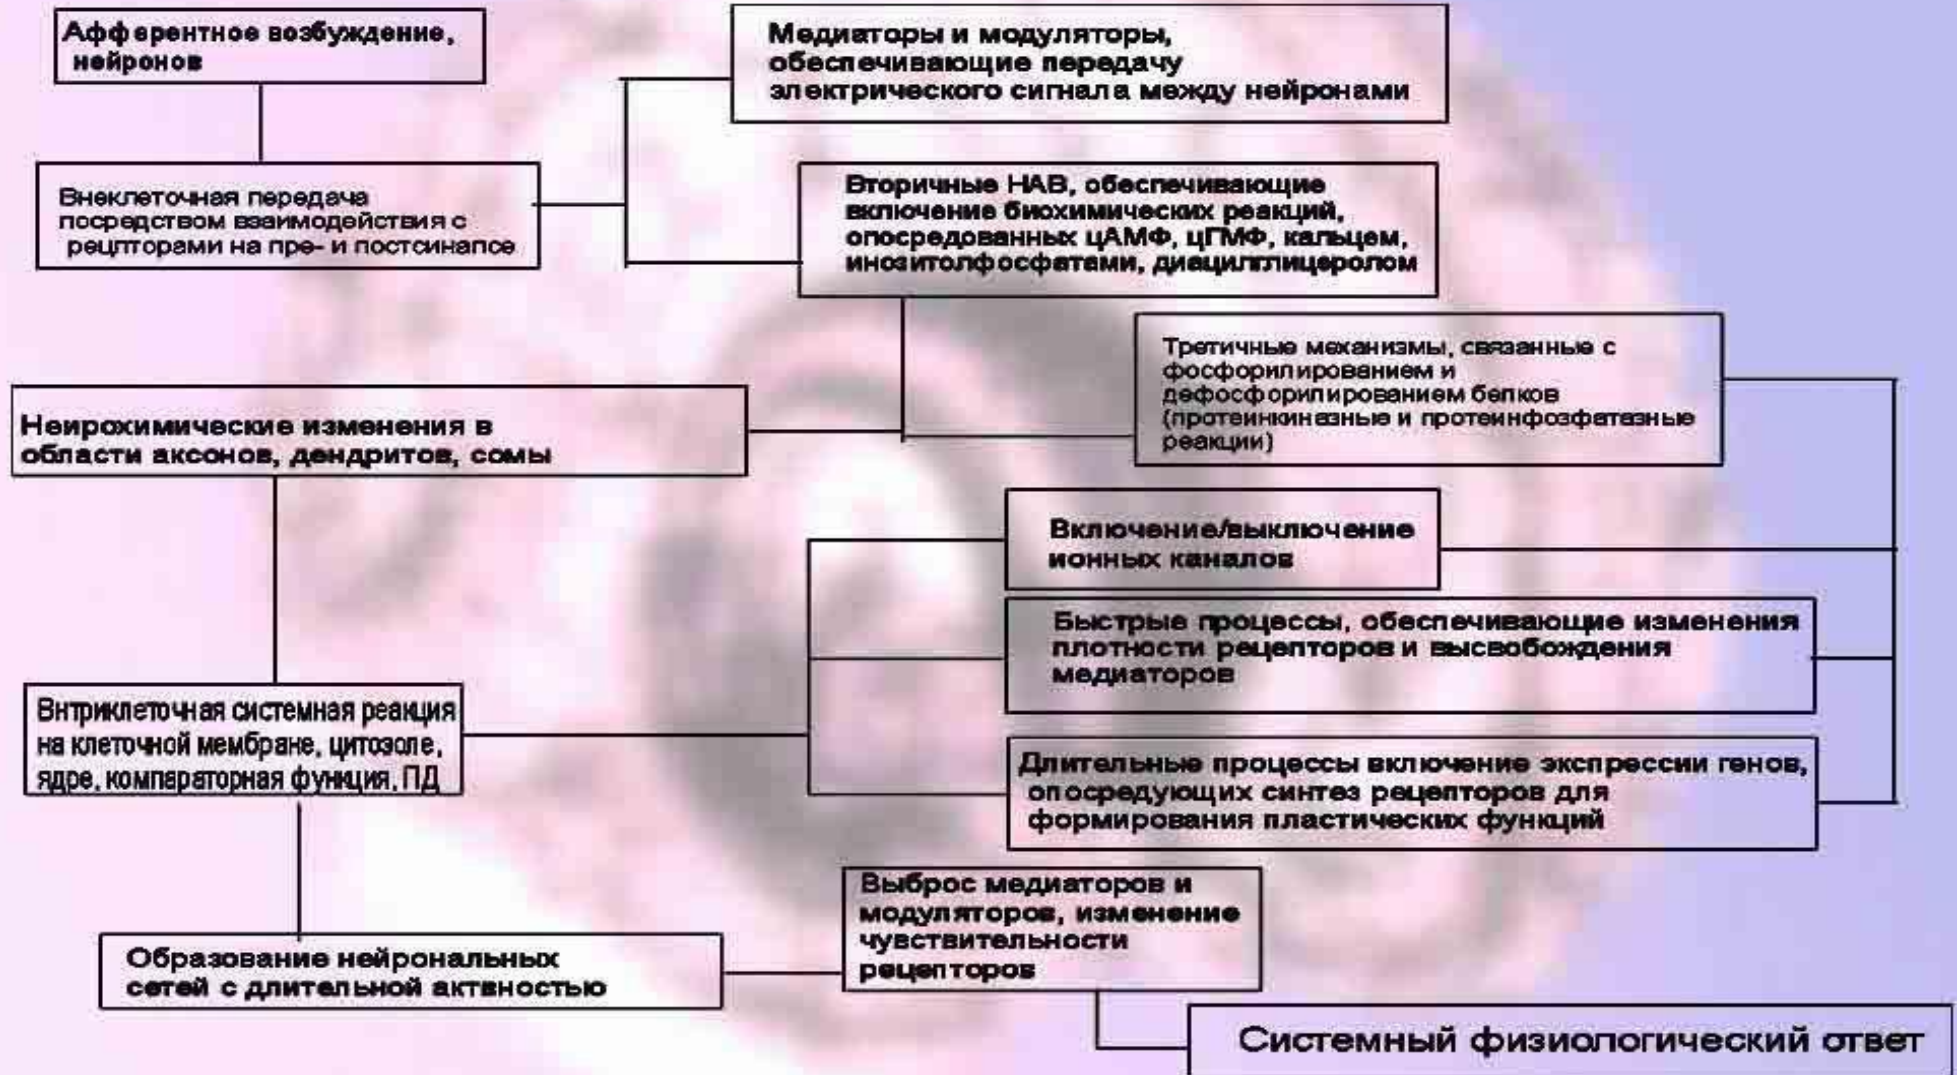 Афферентное возбуждение,
нейронов
Медиаторы и модуляторы,
обеспечивающие передачу
электрического сигнала между нейронами
Внеклеточная передача
посредством взаимодействия с
рецпторами на пре- и постсинапсе
Вторичные НАВ, обеспечивающие
включение биохимических реакций,
опосредованных цАМФ, цГМФ, кальцем,
инозитолфосфатами, диацилглицеролом
Третичные механизмы, связанные с
фосфорилированием и
дефосфорилированием белков
(протеинкиназные и протеинфозфатазные
реакции)
Неирохимические изменения в
области аксонов, дендритов, сомы
Включение/выключение
ионных каналов
Быстрые процессы, обеспечивающие изменения
плотности рецепторов и высвобождения
медиаторов
Внтриклеточная системная реакция
на клеточной мембране, цитозоле,
ядре, компараторная функция, ПД
Длительные процессы включение экспрессии генов,
опосредующих синтез рецепторов для
формирования пластических функций
Выброс медиаторов и
модуляторов, изменение
чувствительности
рецепторов
Образование нейрональных
сетей с длительной актвностью
Системный физиологический ответ